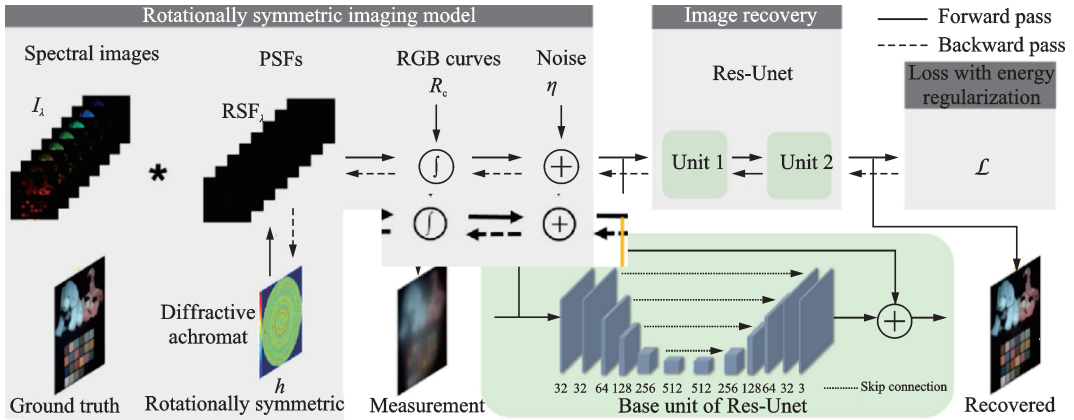 Rotationally symmetric imaging model
Image recovery
Forward pass
Backward pass
Spectral images
PSFs
RGB curves
Noise
Res-Unet
Loss with energy
regularization
Iλ
RSFλ
Rc
η
∫
+
Unit 1
Unit 2
ℒ
*
∫
+
Diffractive
achromat
h
+
32 32 64 128 256 512 512 256 128 64 32 3
Skip connection
Ground truth
Rotationally symmetric
Measurement
Base unit of Res-Unet
Recovered